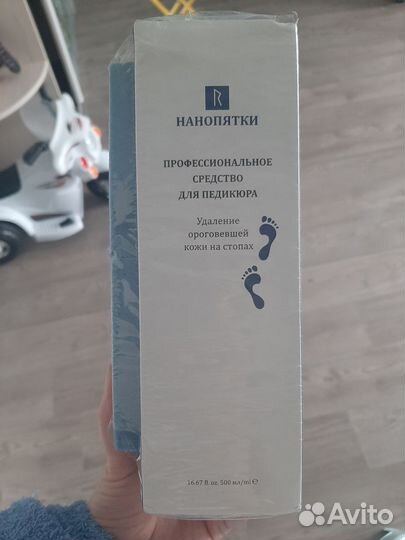 R
НАНОПЯТКИ
ПРОФЕССИОНАЛЬНОЕ
СРЕДСТВО
ДЛЯ ПЕДИКЮРА
Удаление
ороговевшей
кожи на стопах
16.67 fl. oz. 500 мл/ml ℮
Avito